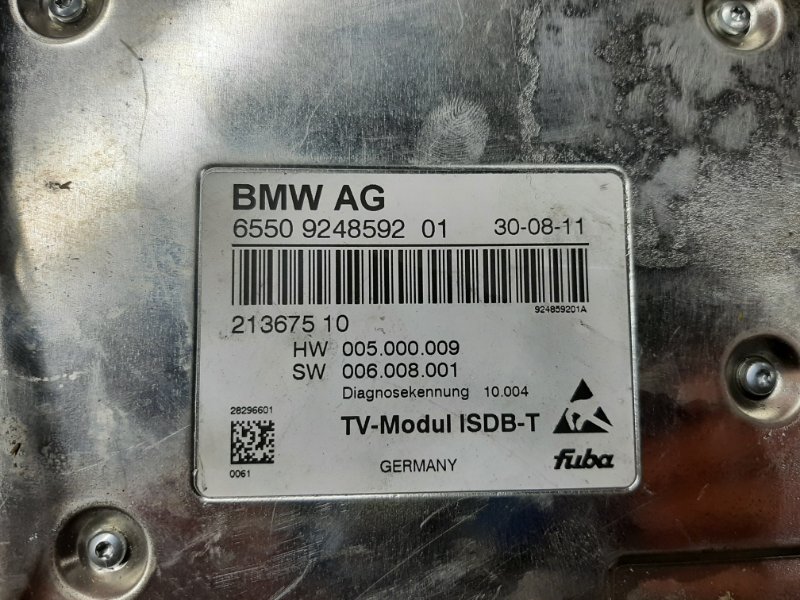 BMW AG
6550 9248592 01 30-08-11
924859201A
213675 10
HW 005.000.009
SW 006.008.001
Diagnosekennung 10.004
28296601
TV-Modul ISDB-T
0061
GERMANY
fuba